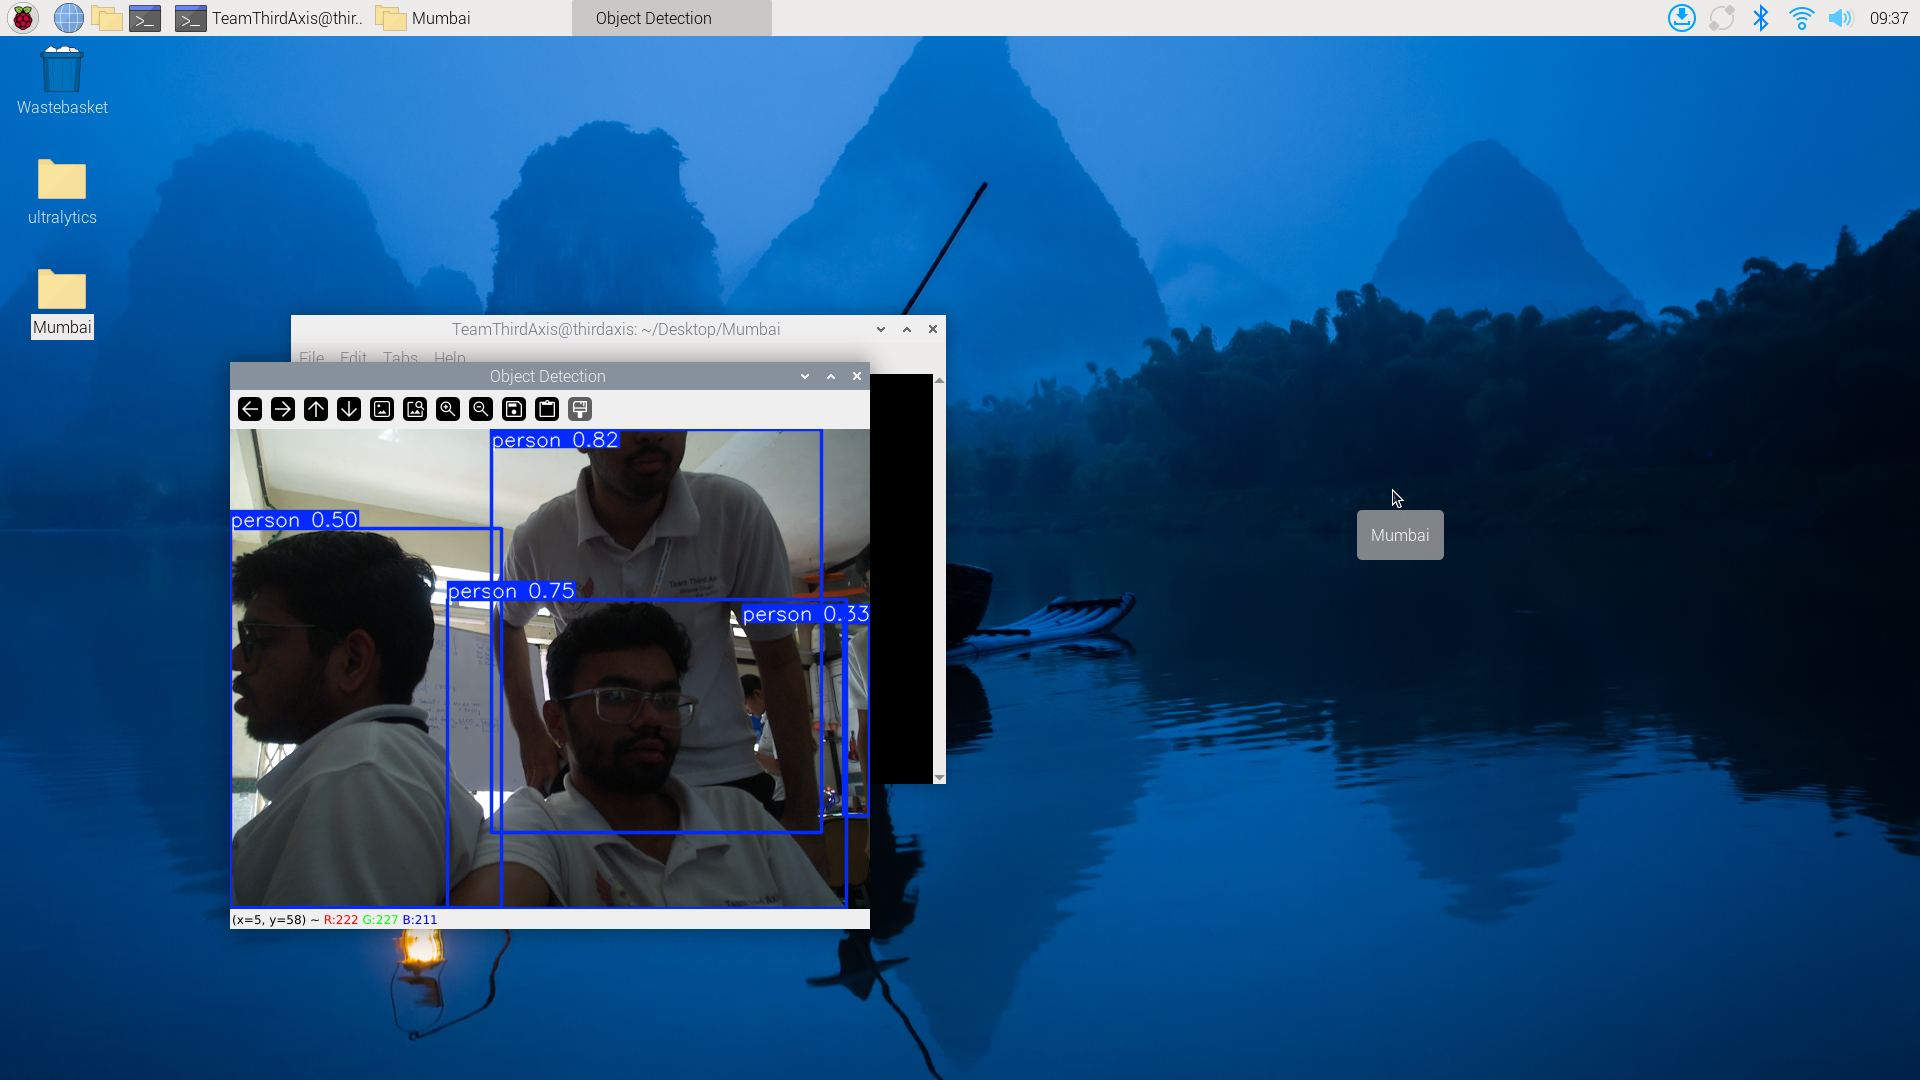 TeamThirdAxis@thir..
Mumbai
Object Detection
09:37
Wastebasket
ultralytics
Mumbai
TeamThirdAxis@thirdaxis: ~/Desktop/Mumbai
File Edit Tabs Help
Object Detection
person 0.82
person 0.50
person 0.75
person 0.33
Team Third
Mumbai
(x=5, y=58) ~ R:222 G:227 B:211